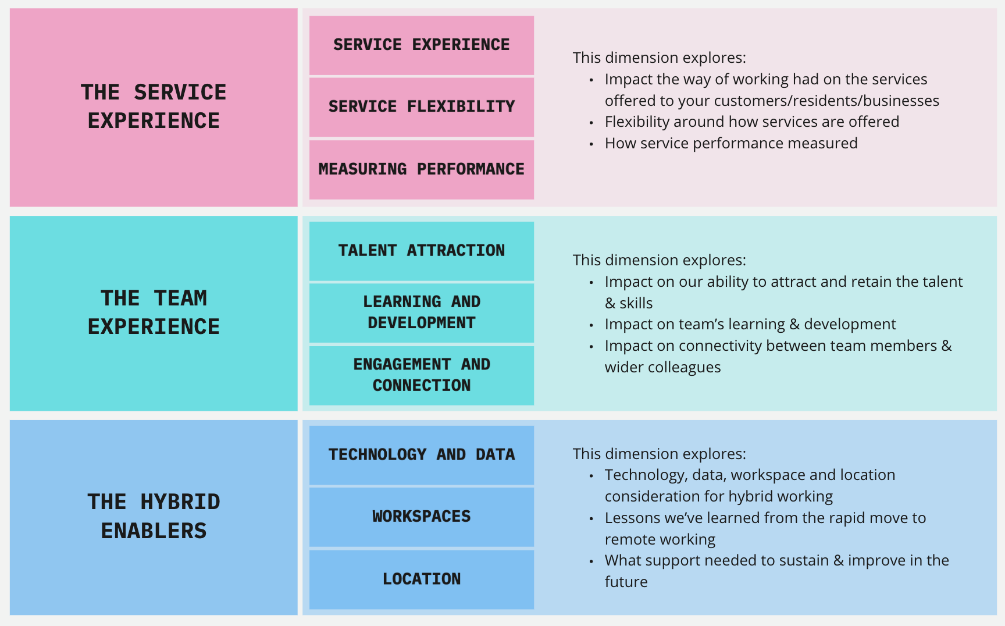 THE SERVICE
EXPERIENCE
SERVICE EXPERIENCE
SERVICE FLEXIBILITY
MEASURING PERFORMANCE
This dimension explores:
• Impact the way of working had on the services
offered to your customers/residents/businesses
• Flexibility around how services are offered
• How service performance measured
THE TEAM
EXPERIENCE
TALENT ATTRACTION
LEARNING AND
DEVELOPMENT
ENGAGEMENT AND
CONNECTION
This dimension explores:
• Impact on our ability to attract and retain the talent
& skills
• Impact on team’s learning & development
• Impact on connectivity between team members &
wider colleagues
THE HYBRID
ENABLERS
TECHNOLOGY AND DATA
WORKSPACES
LOCATION
This dimension explores:
• Technology, data, workspace and location
consideration for hybrid working
• Lessons we’ve learned from the rapid move to
remote working
• What support needed to sustain & improve in the
future